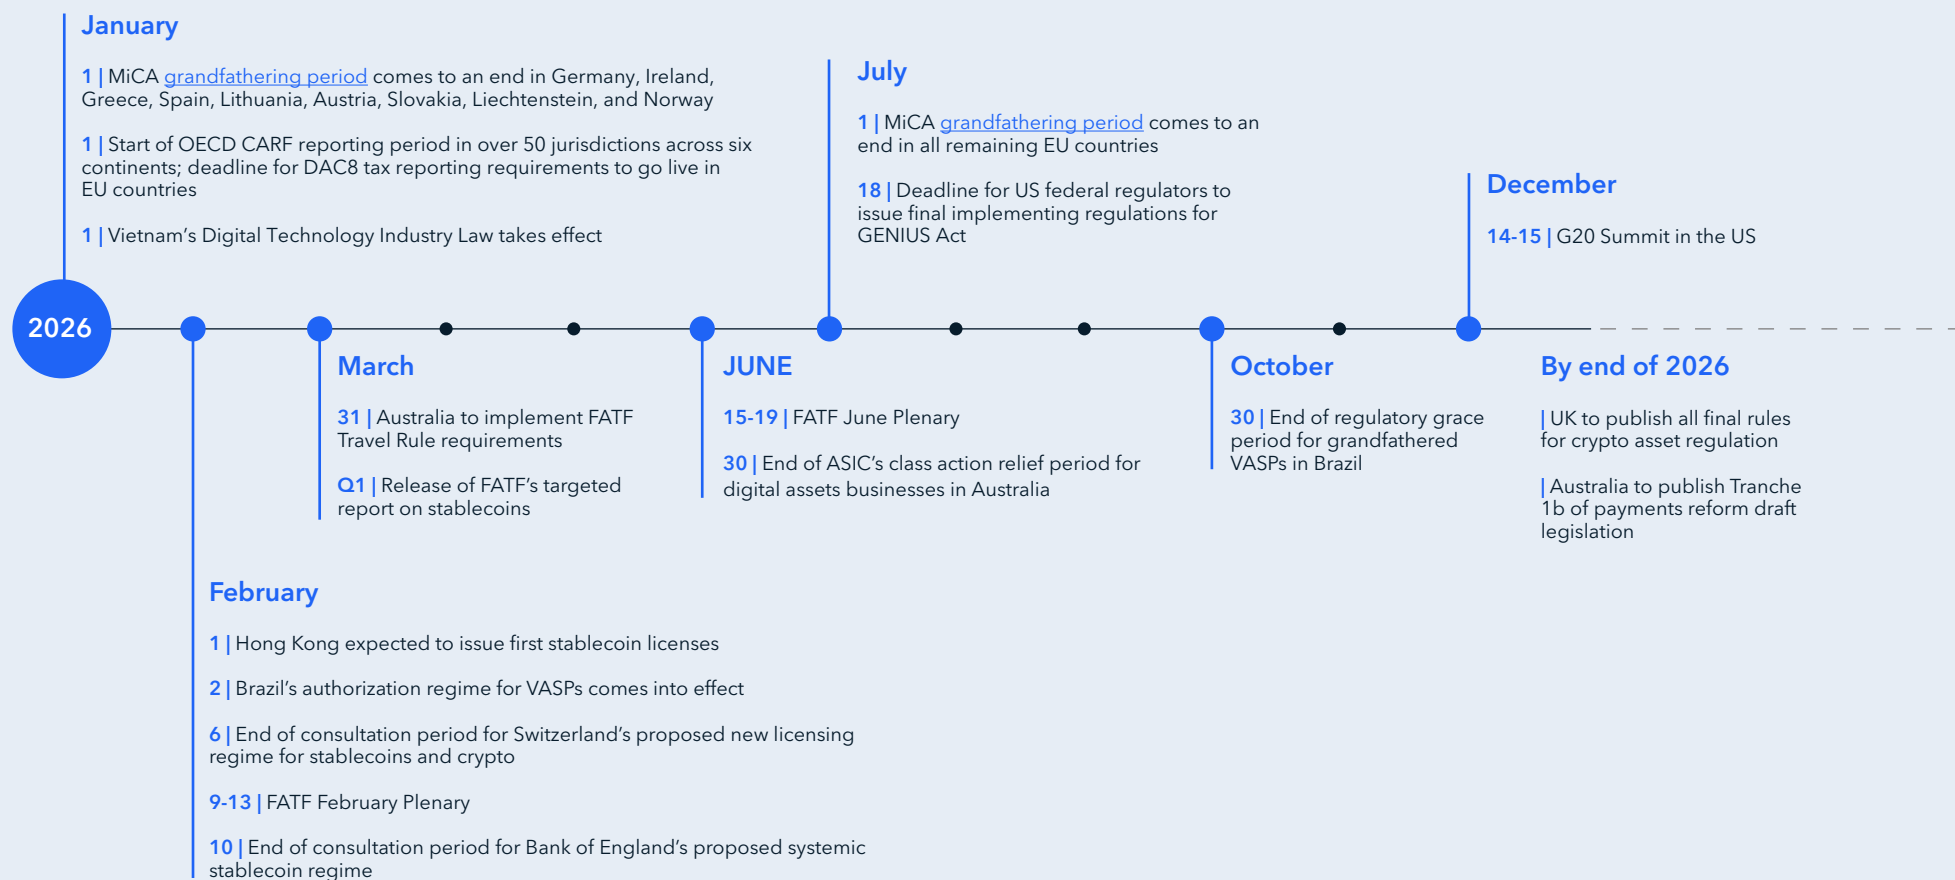 January
1 | MiCA grandfathering period comes to an end in Germany, Ireland,
Greece, Spain, Lithuania, Austria, Slovakia, Liechtenstein, and Norway
1 | Start of OECD CARF reporting period in over 50 jurisdictions across six
continents; deadline for DAC8 tax reporting requirements to go live in
EU countries
1 | Vietnam’s Digital Technology Industry Law takes effect
July
1 | MiCA grandfathering period comes to an
end in all remaining EU countries
18 | Deadline for US federal regulators to
issue final implementing regulations for
GENIUS Act
December
14-15 | G20 Summit in the US
2026
March
31 | Australia to implement FATF
Travel Rule requirements
Q1 | Release of FATF’s targeted
report on stablecoins
JUNE
15-19 | FATF June Plenary
30 | End of ASIC’s class action relief period for
digital assets businesses in Australia
October
30 | End of regulatory grace
period for grandfathered
VASPs in Brazil
By end of 2026
| UK to publish all final rules
for crypto asset regulation
| Australia to publish Tranche
1b of payments reform draft
legislation
February
1 | Hong Kong expected to issue first stablecoin licenses
2 | Brazil’s authorization regime for VASPs comes into effect
6 | End of consultation period for Switzerland’s proposed new licensing
regime for stablecoins and crypto
9-13 | FATF February Plenary
10 | End of consultation period for Bank of England’s proposed systemic
stablecoin regime